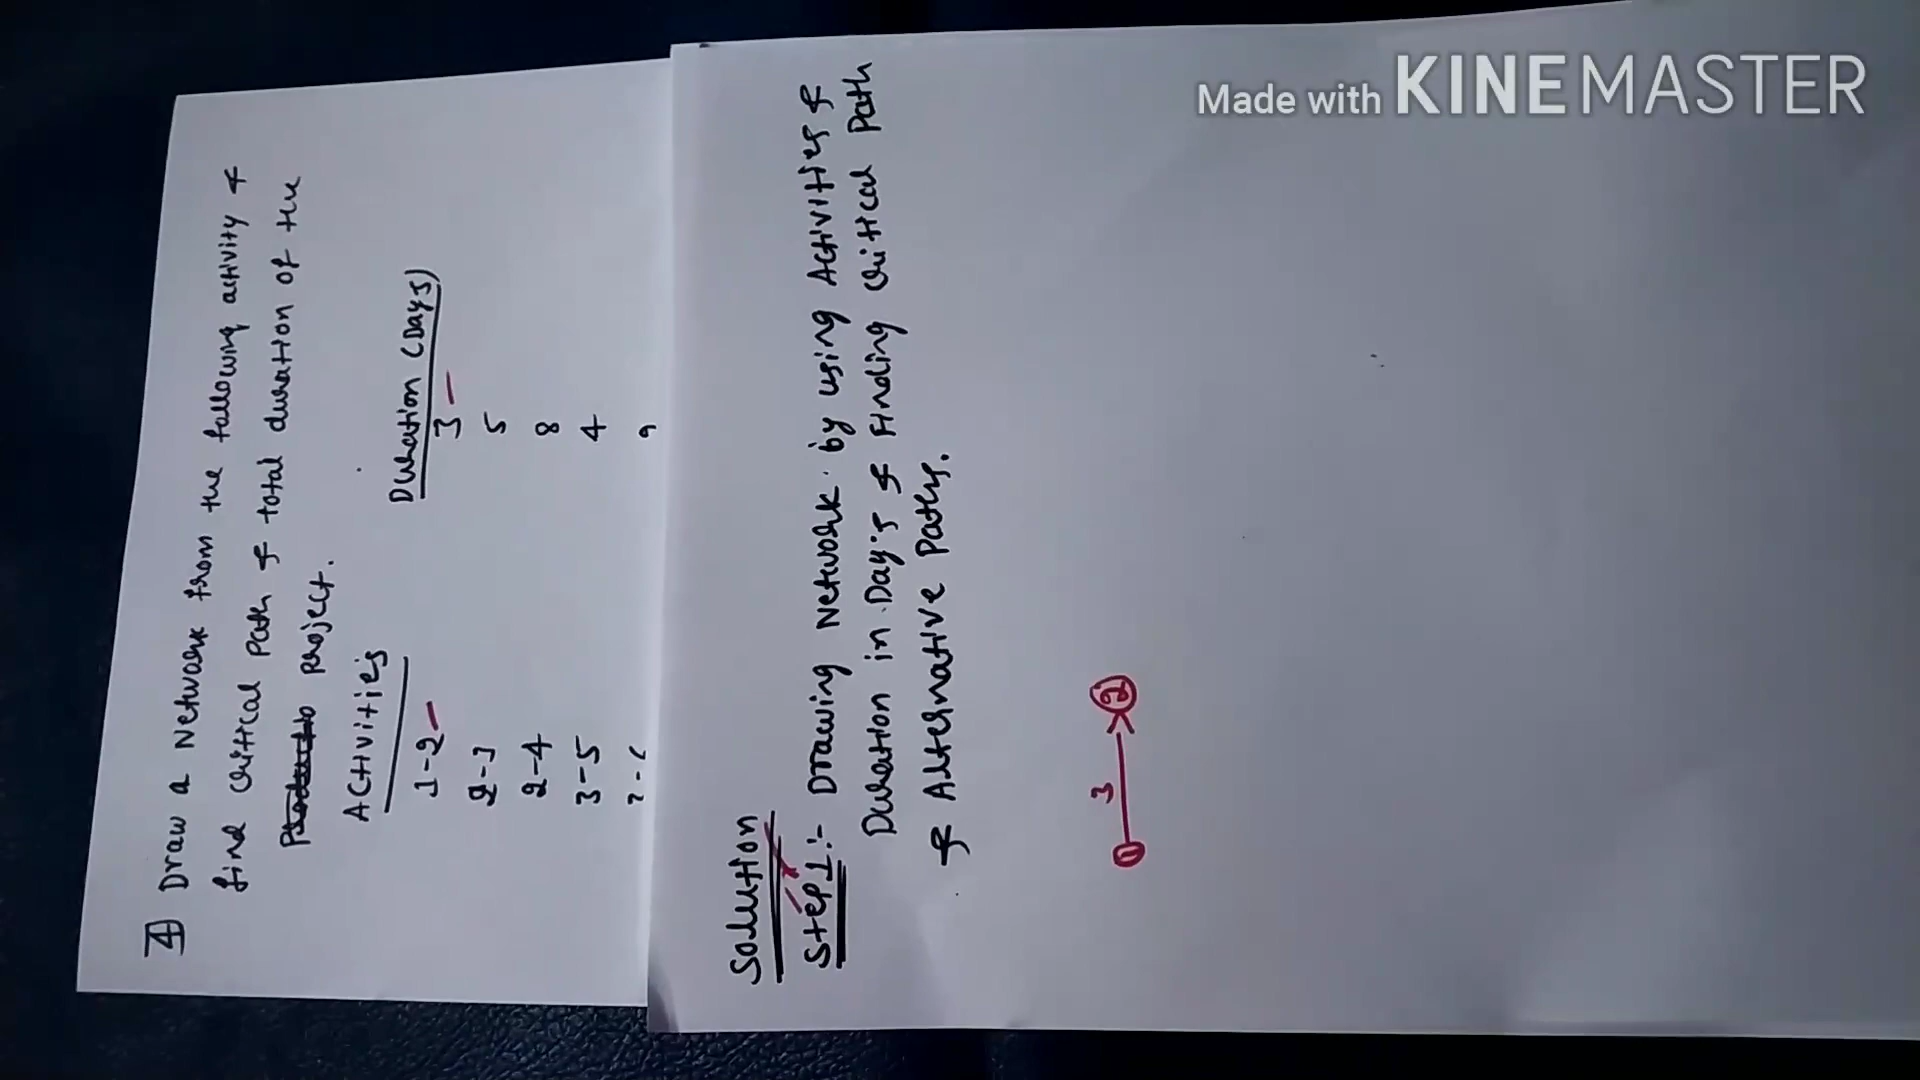 4 Draw a Network from the following activity &
find critical path & total duration of the
project.
Activities Duration (Days)
1-2 3
2-3 5
2-4 8
3-5 4
Solution
Step 1:- Drawing Network by using Activities &
Duration in Day's & Finding critical path
& Alternative Paths.
1 3 2
Made with KINEMASTER